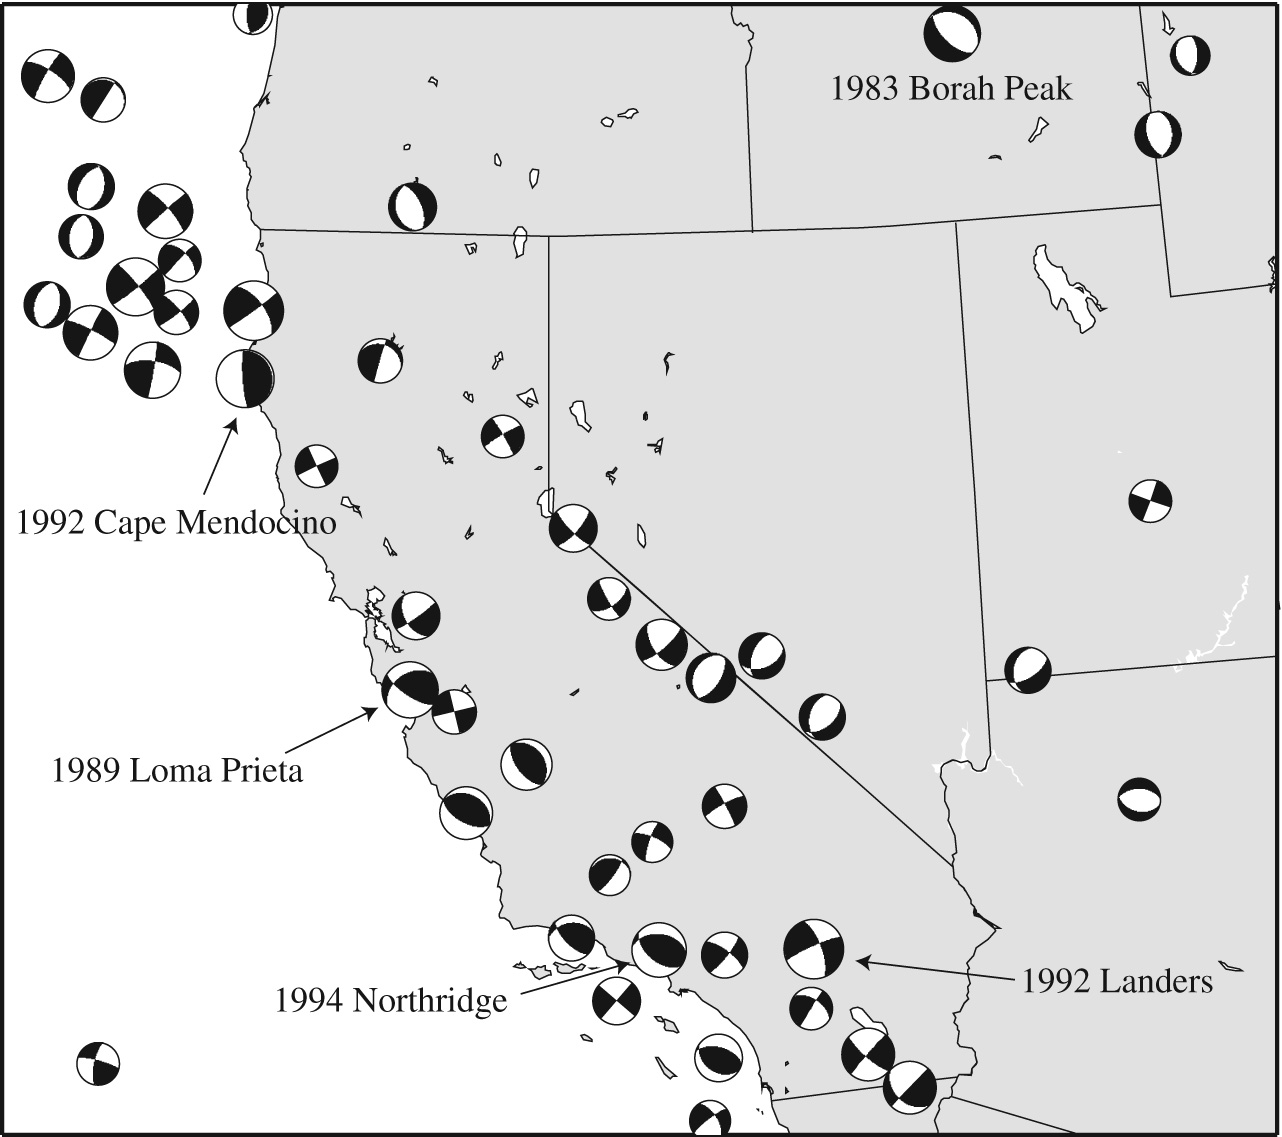 1983 Borah Peak
1992 Cape Mendocino
1989 Loma Prieta
1994 Northridge
1992 Landers